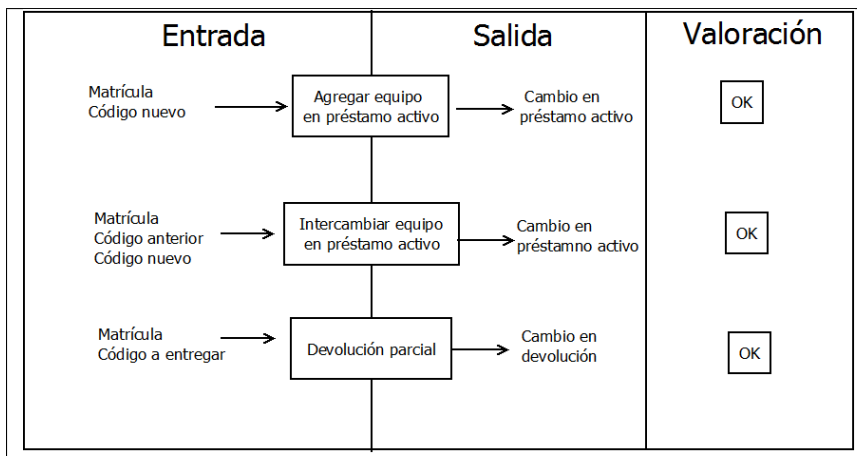 Entrada
Salida
Valoración
Matrícula
Código nuevo
Agregar equipo
en préstamo activo
Cambio en
préstamo activo
OK
Matrícula
Código anterior
Código nuevo
Intercambiar equipo
en préstamo activo
Cambio en
préstamno activo
OK
Matrícula
Código a entregar
Devolución parcial
Cambio en
devolución
OK